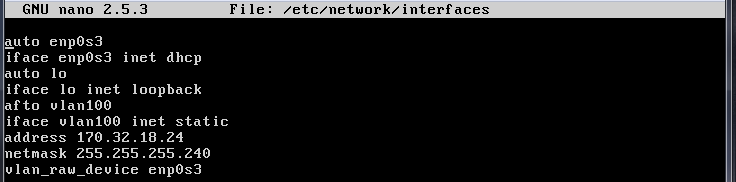 GNU nano 2.5.3 File: /etc/network/interfaces
auto enp0s3
iface enp0s3 inet dhcp
auto lo
iface lo inet loopback
afto vlan100
iface vlan100 inet static
address 170.32.18.24
netmask 255.255.255.240
vlan_raw_device enp0s3